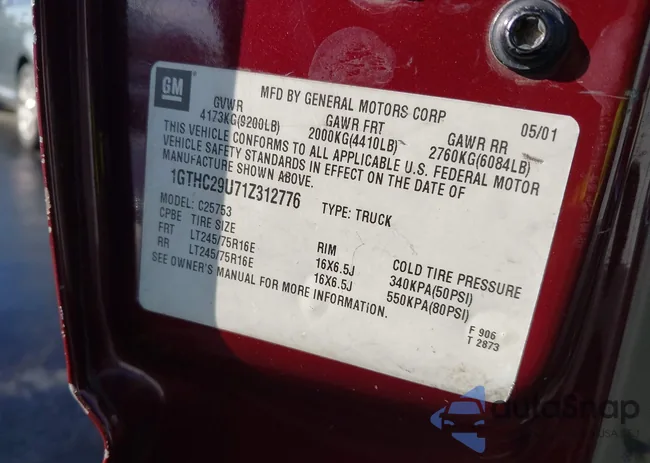 GM
MFD BY GENERAL MOTORS CORP 05/01
GVWR GAWR FRT GAWR RR
4173KG(9200LB) 2000KG(4410LB) 2760KG(6084LB)
THIS VEHICLE CONFORMS TO ALL APPLICABLE U.S. FEDERAL MOTOR
VEHICLE SAFETY STANDARDS IN EFFECT ON THE DATE OF
MANUFACTURE SHOWN ABOVE.
1GTHC29U71Z312776 TYPE: TRUCK
MODEL: C25753
CPBE TIRE SIZE RIM COLD TIRE PRESSURE
FRT LT245/75R16E 16X6.5J 340KPA(50PSI)
RR LT245/75R16E 16X6.5J 550KPA(80PSI)
SEE OWNER'S MANUAL FOR MORE INFORMATION.
F 906
T 2873
autoSnap